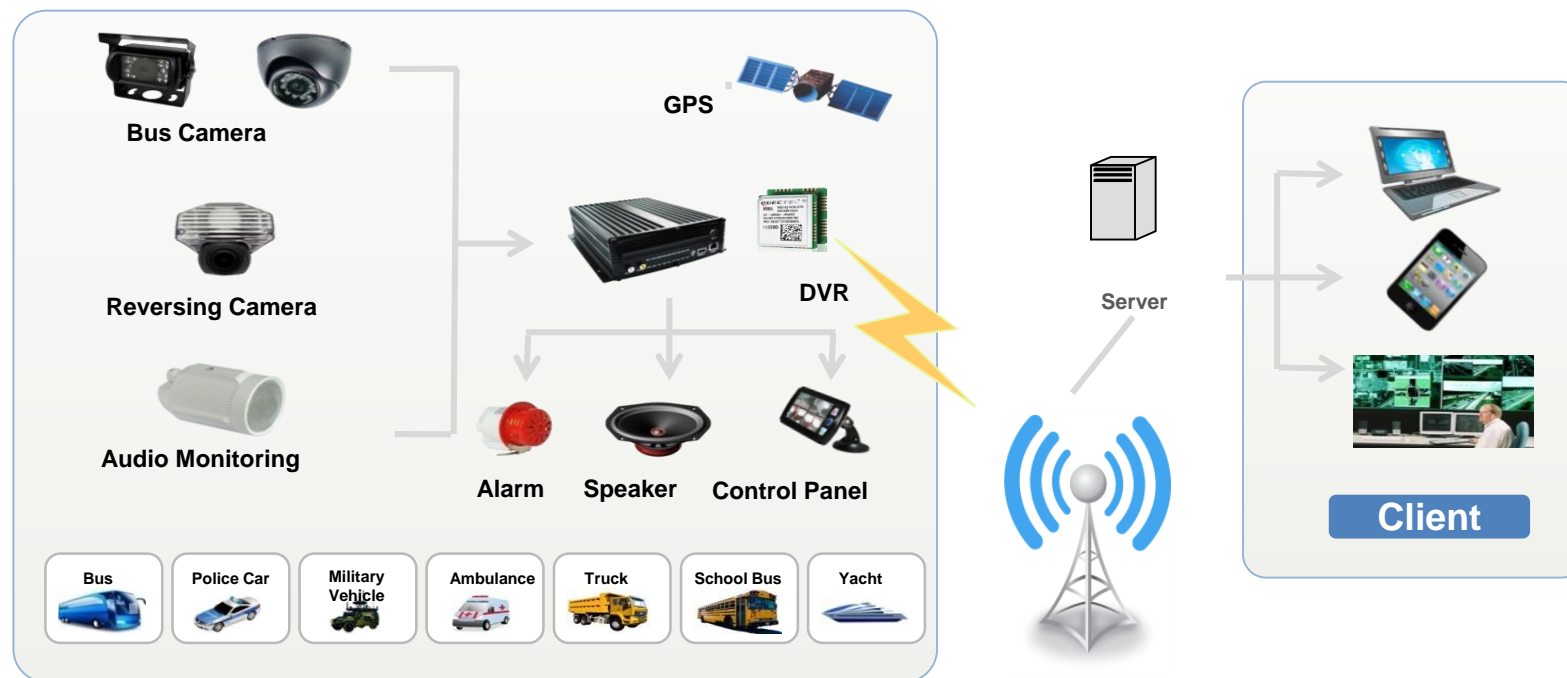 GPS
Bus Camera
Reversing Camera
DVR
Server
Audio Monitoring
Alarm
Speaker
Control Panel
Client
Bus
Police Car
Military
Vehicle
Ambulance
Truck
School Bus
Yacht